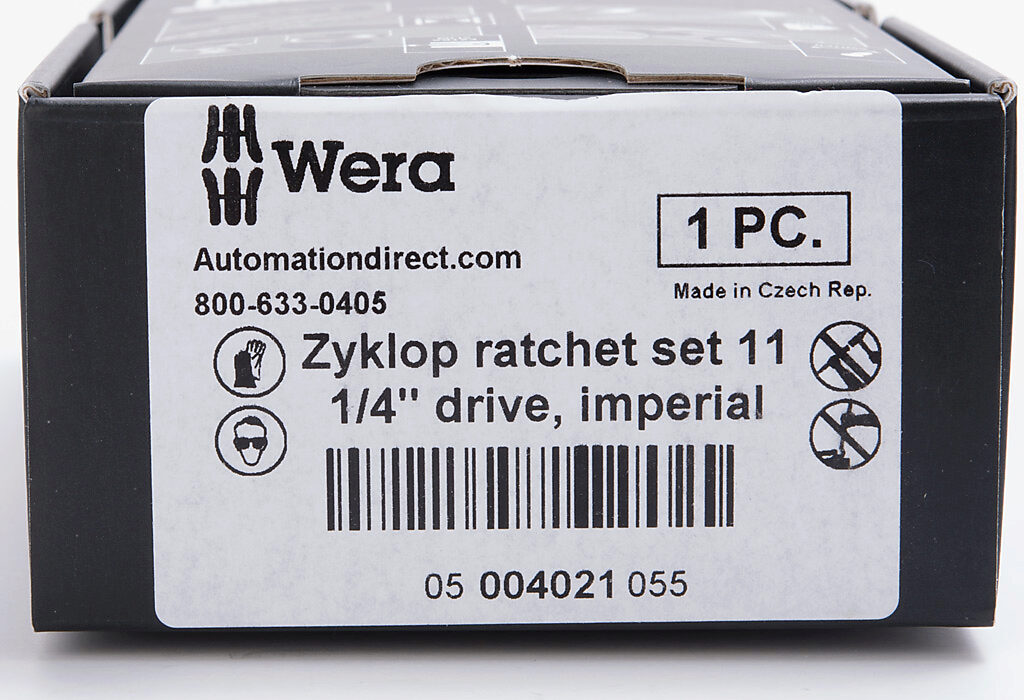 Wera
Automationdirect.com
800-633-0405
1 PC.
Made in Czech Rep.
Zyklop ratchet set 11
1/4" drive, imperial
05 004021 055